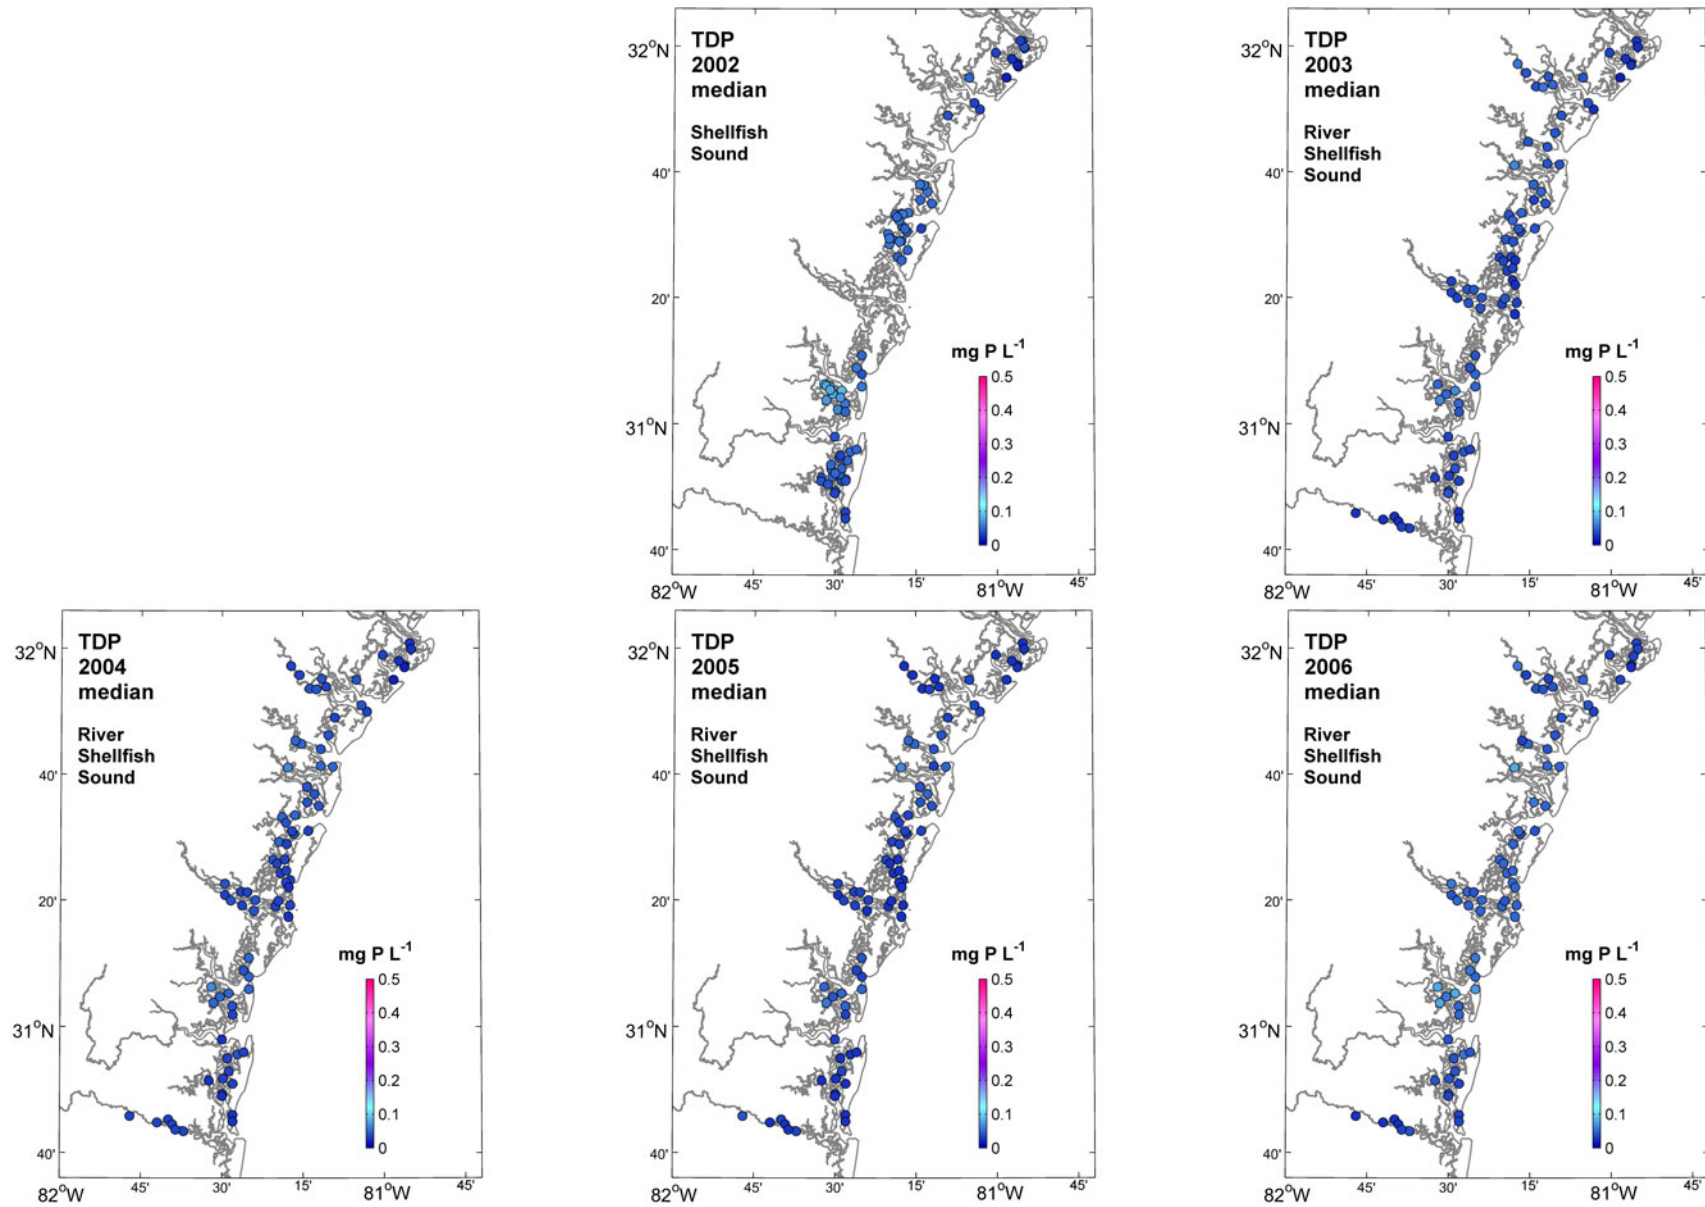 TDP
2002
median
Shellfish
Sound
32°N
40'
20'
31°N
40'
82°W
45'
30'
15'
81°W
45'
mg P L⁻¹
0.5
0.4
0.3
0.2
0.1
0
TDP
2003
median
River
Shellfish
Sound
32°N
40'
20'
31°N
40'
82°W
45'
30'
15'
81°W
45'
mg P L⁻¹
0.5
0.4
0.3
0.2
0.1
0
TDP
2004
median
River
Shellfish
Sound
32°N
40'
20'
31°N
40'
82°W
45'
30'
15'
81°W
45'
mg P L⁻¹
0.5
0.4
0.3
0.2
0.1
0
TDP
2005
median
River
Shellfish
Sound
32°N
40'
20'
31°N
40'
82°W
45'
30'
15'
81°W
45'
mg P L⁻¹
0.5
0.4
0.3
0.2
0.1
0
TDP
2006
median
River
Shellfish
Sound
32°N
40'
20'
31°N
40'
82°W
45'
30'
15'
81°W
45'
mg P L⁻¹
0.5
0.4
0.3
0.2
0.1
0